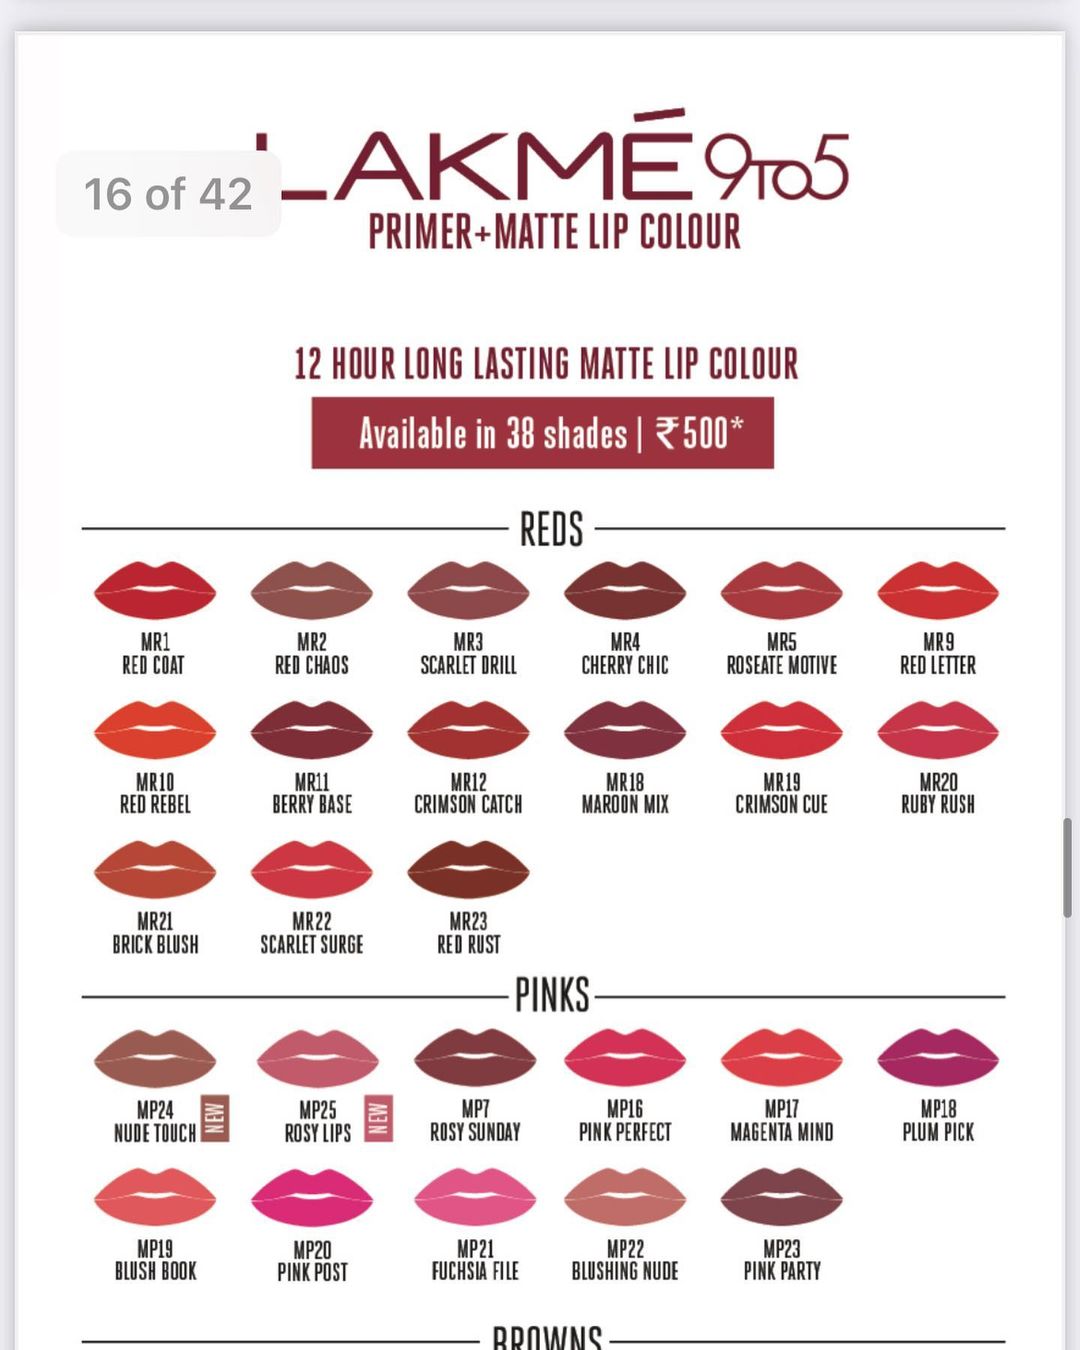 16 of 42
LAKMÉ 9TO5
PRIMER+MATTE LIP COLOUR
12 HOUR LONG LASTING MATTE LIP COLOUR
Available in 38 shades | ₹500*
REDS
MR1 MR2 MR3 MR4 MR5 MR9
RED COAT RED CHAOS SCARLET DRILL CHERRY CHIC ROSEATE MOTIVE RED LETTER
MR10 MR11 MR12 MR18 MR19 MR20
RED REBEL BERRY BASE CRIMSON CATCH MAROON MIX CRIMSON CUE RUBY RUSH
MR21 MR22 MR23
BRICK BLUSH SCARLET SURGE RED RUST
PINKS
MP24 NEW MP25 NEW MP7 MP16 MP17 MP18
NUDE TOUCH ROSY LIPS ROSY SUNDAY PINK PERFECT MAGENTA MIND PLUM PICK
MP19 MP20 MP21 MP22 MP23
BLUSH BOOK PINK POST FUCHSIA FILE BLUSHING NUDE PINK PARTY
BROWNS